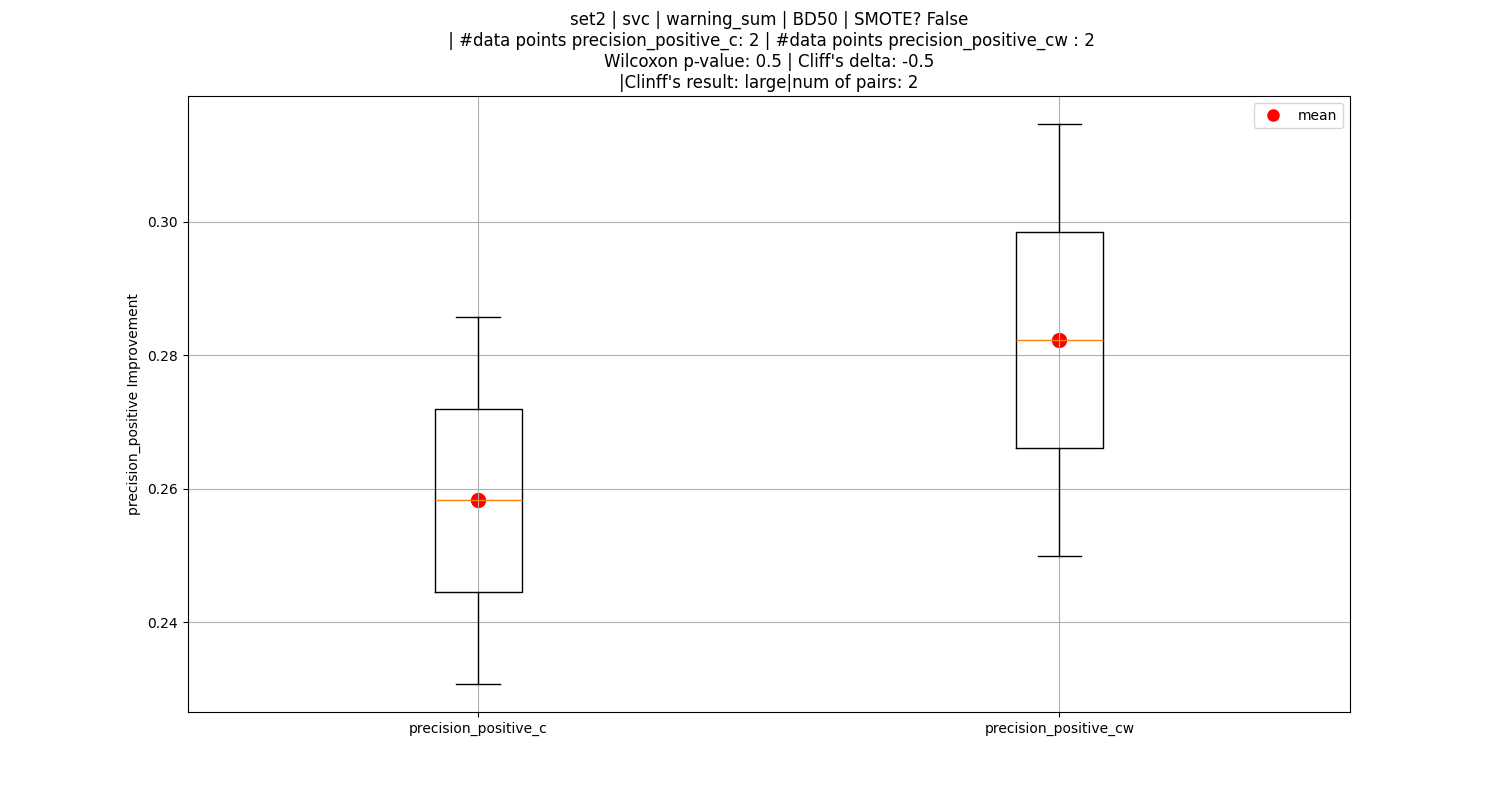 set2 | svc | warning_sum | BD50 | SMOTE? False
| #data points precision_positive_c: 2 | #data points precision_positive_cw : 2
Wilcoxon p-value: 0.5 | Cliff's delta: -0.5
|Clinff's result: large|num of pairs: 2
mean
0.30
0.28
0.26
0.24
precision_positive Improvement
precision_positive_c
precision_positive_cw